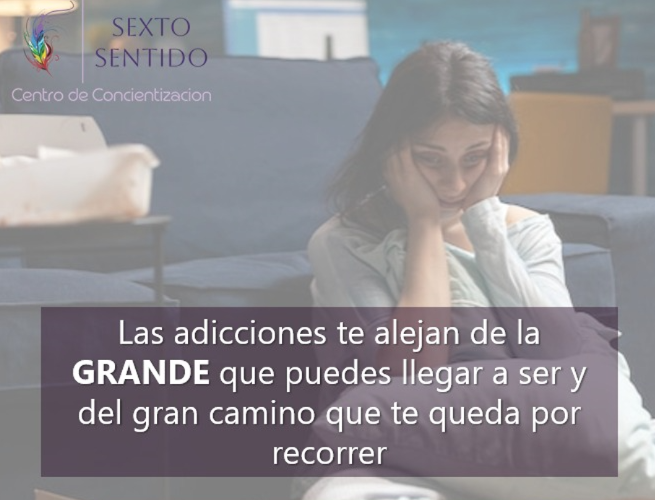 SEXTO
SENTIDO
Centro de Concientizacion
Las adicciones te alejan de la
GRANDE que puedes llegar a ser y
del gran camino que te queda por
recorrer